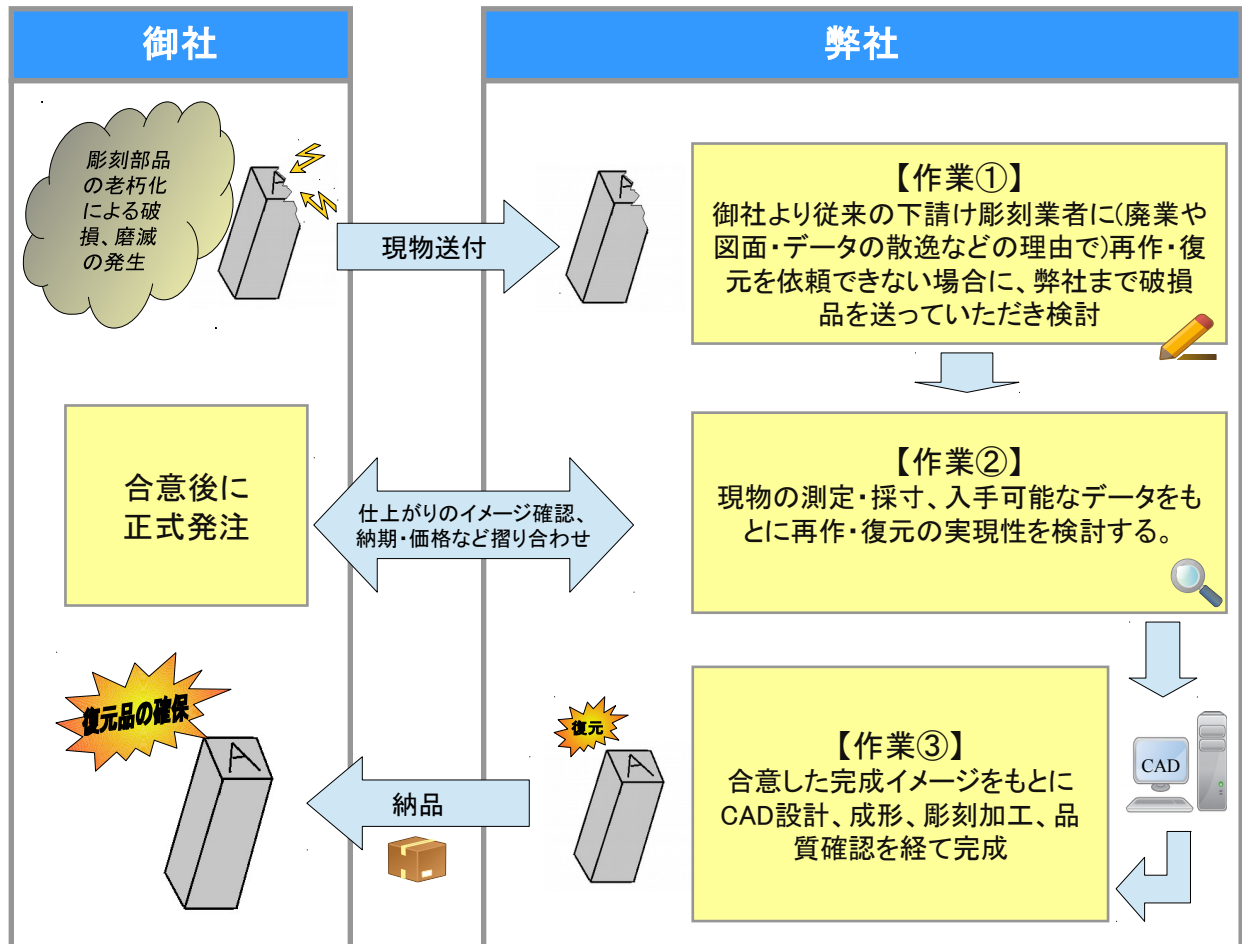 御社
弊社
彫刻部品
の老朽化
による破
損、磨滅
の発生
現物送付
【作業①】
御社より従来の下請け彫刻業者に(廃業や
図面・データの散逸などの理由で)再作・復
元を依頼できない場合に、弊社まで破損
品を送っていただき検討
合意後に
正式発注
仕上がりのイメージ確認、
納期・価格など摺り合わせ
【作業②】
現物の測定・採寸、入手可能なデータをも
とに再作・復元の実現性を検討する。
復元品の確保
A
納品
復元
A
【作業③】
合意した完成イメージをもとに
CAD設計、成形、彫刻加工、品
質確認を経て完成
CAD